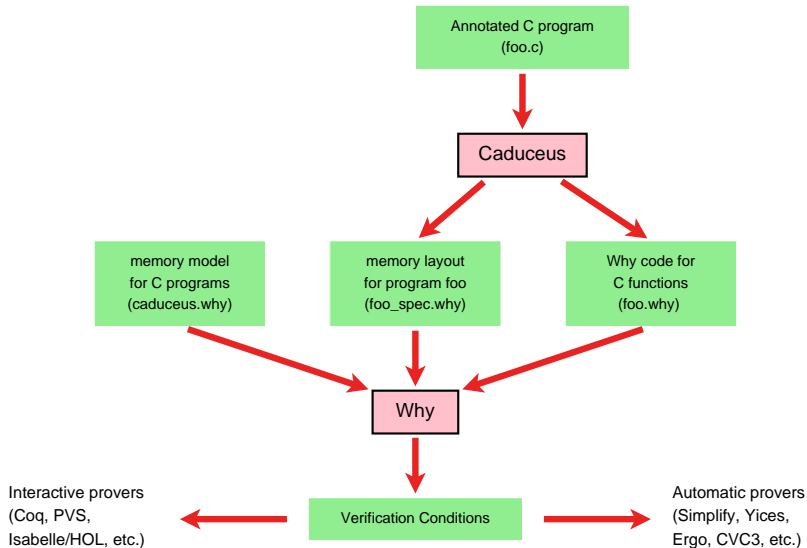 Annotated C program
(foo.c)
Caduceus
memory model
for C programs
(caduceus.why)
memory layout
for program foo
(foo_spec.why)
Why code for
C functions
(foo.why)
Why
Interactive provers
(Coq, PVS,
Isabelle/HOL, etc.)
Verification Conditions
Automatic provers
(Simplify, Yices,
Ergo, CVC3, etc.)